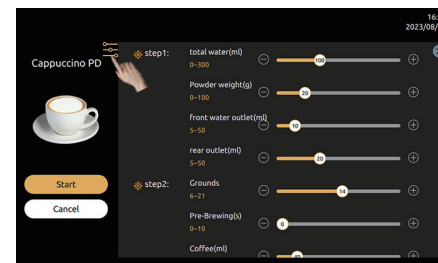 16:
2023/08/
Cappuccino PD
step1:
total water(ml)
0~300
100
Powder weight(g)
0~100
20
front water outlet(ml)
5~50
10
rear outlet(ml)
5~50
20
Start
Cancel
step2:
Grounds
6~21
14
Pre-Brewing(s)
0~10
0
Coffee(ml)